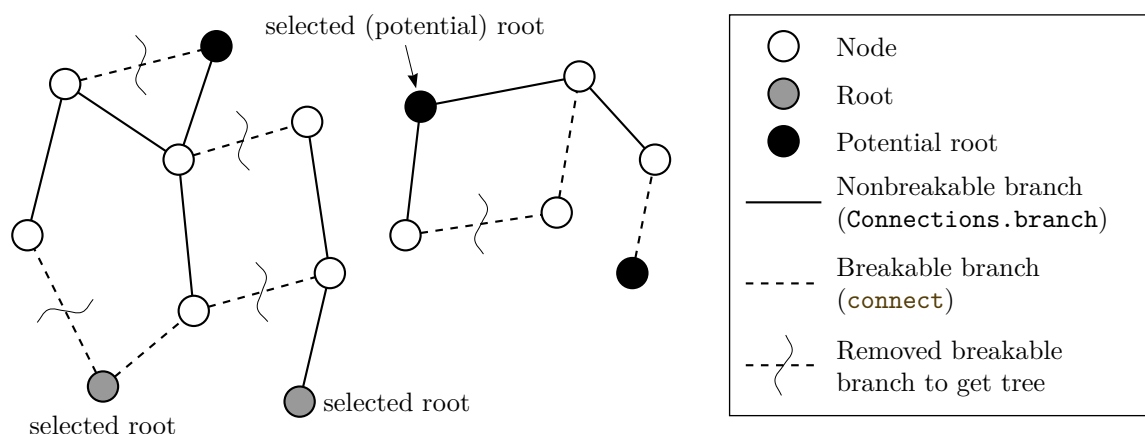 selected (potential) root
selected root
selected root
Node
Root
Potential root
Nonbreakable branch
(Connections.branch)
Breakable branch
(connect)
Removed breakable
branch to get tree